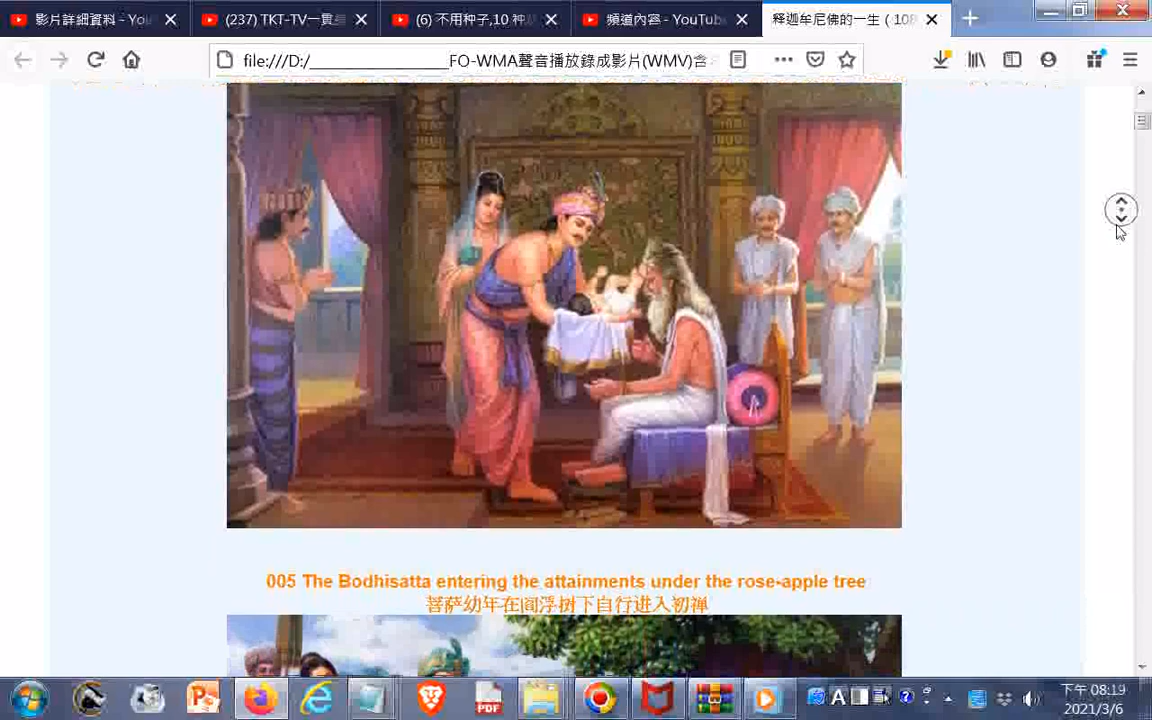 影片詳細資料 - You
(237) TKT-TV一貫
(6) 不用种子,10 种
頻道內容 - YouTub
释迦牟尼佛的一生 ( 108
file:///D:/________________FO-WMA聲音播放錄成影片(WMV)含
005 The Bodhisatta entering the attainments under the rose-apple tree
菩萨幼年在阎浮树下自行进入初禅
PDF
A
下午 08:19
2021/3/6